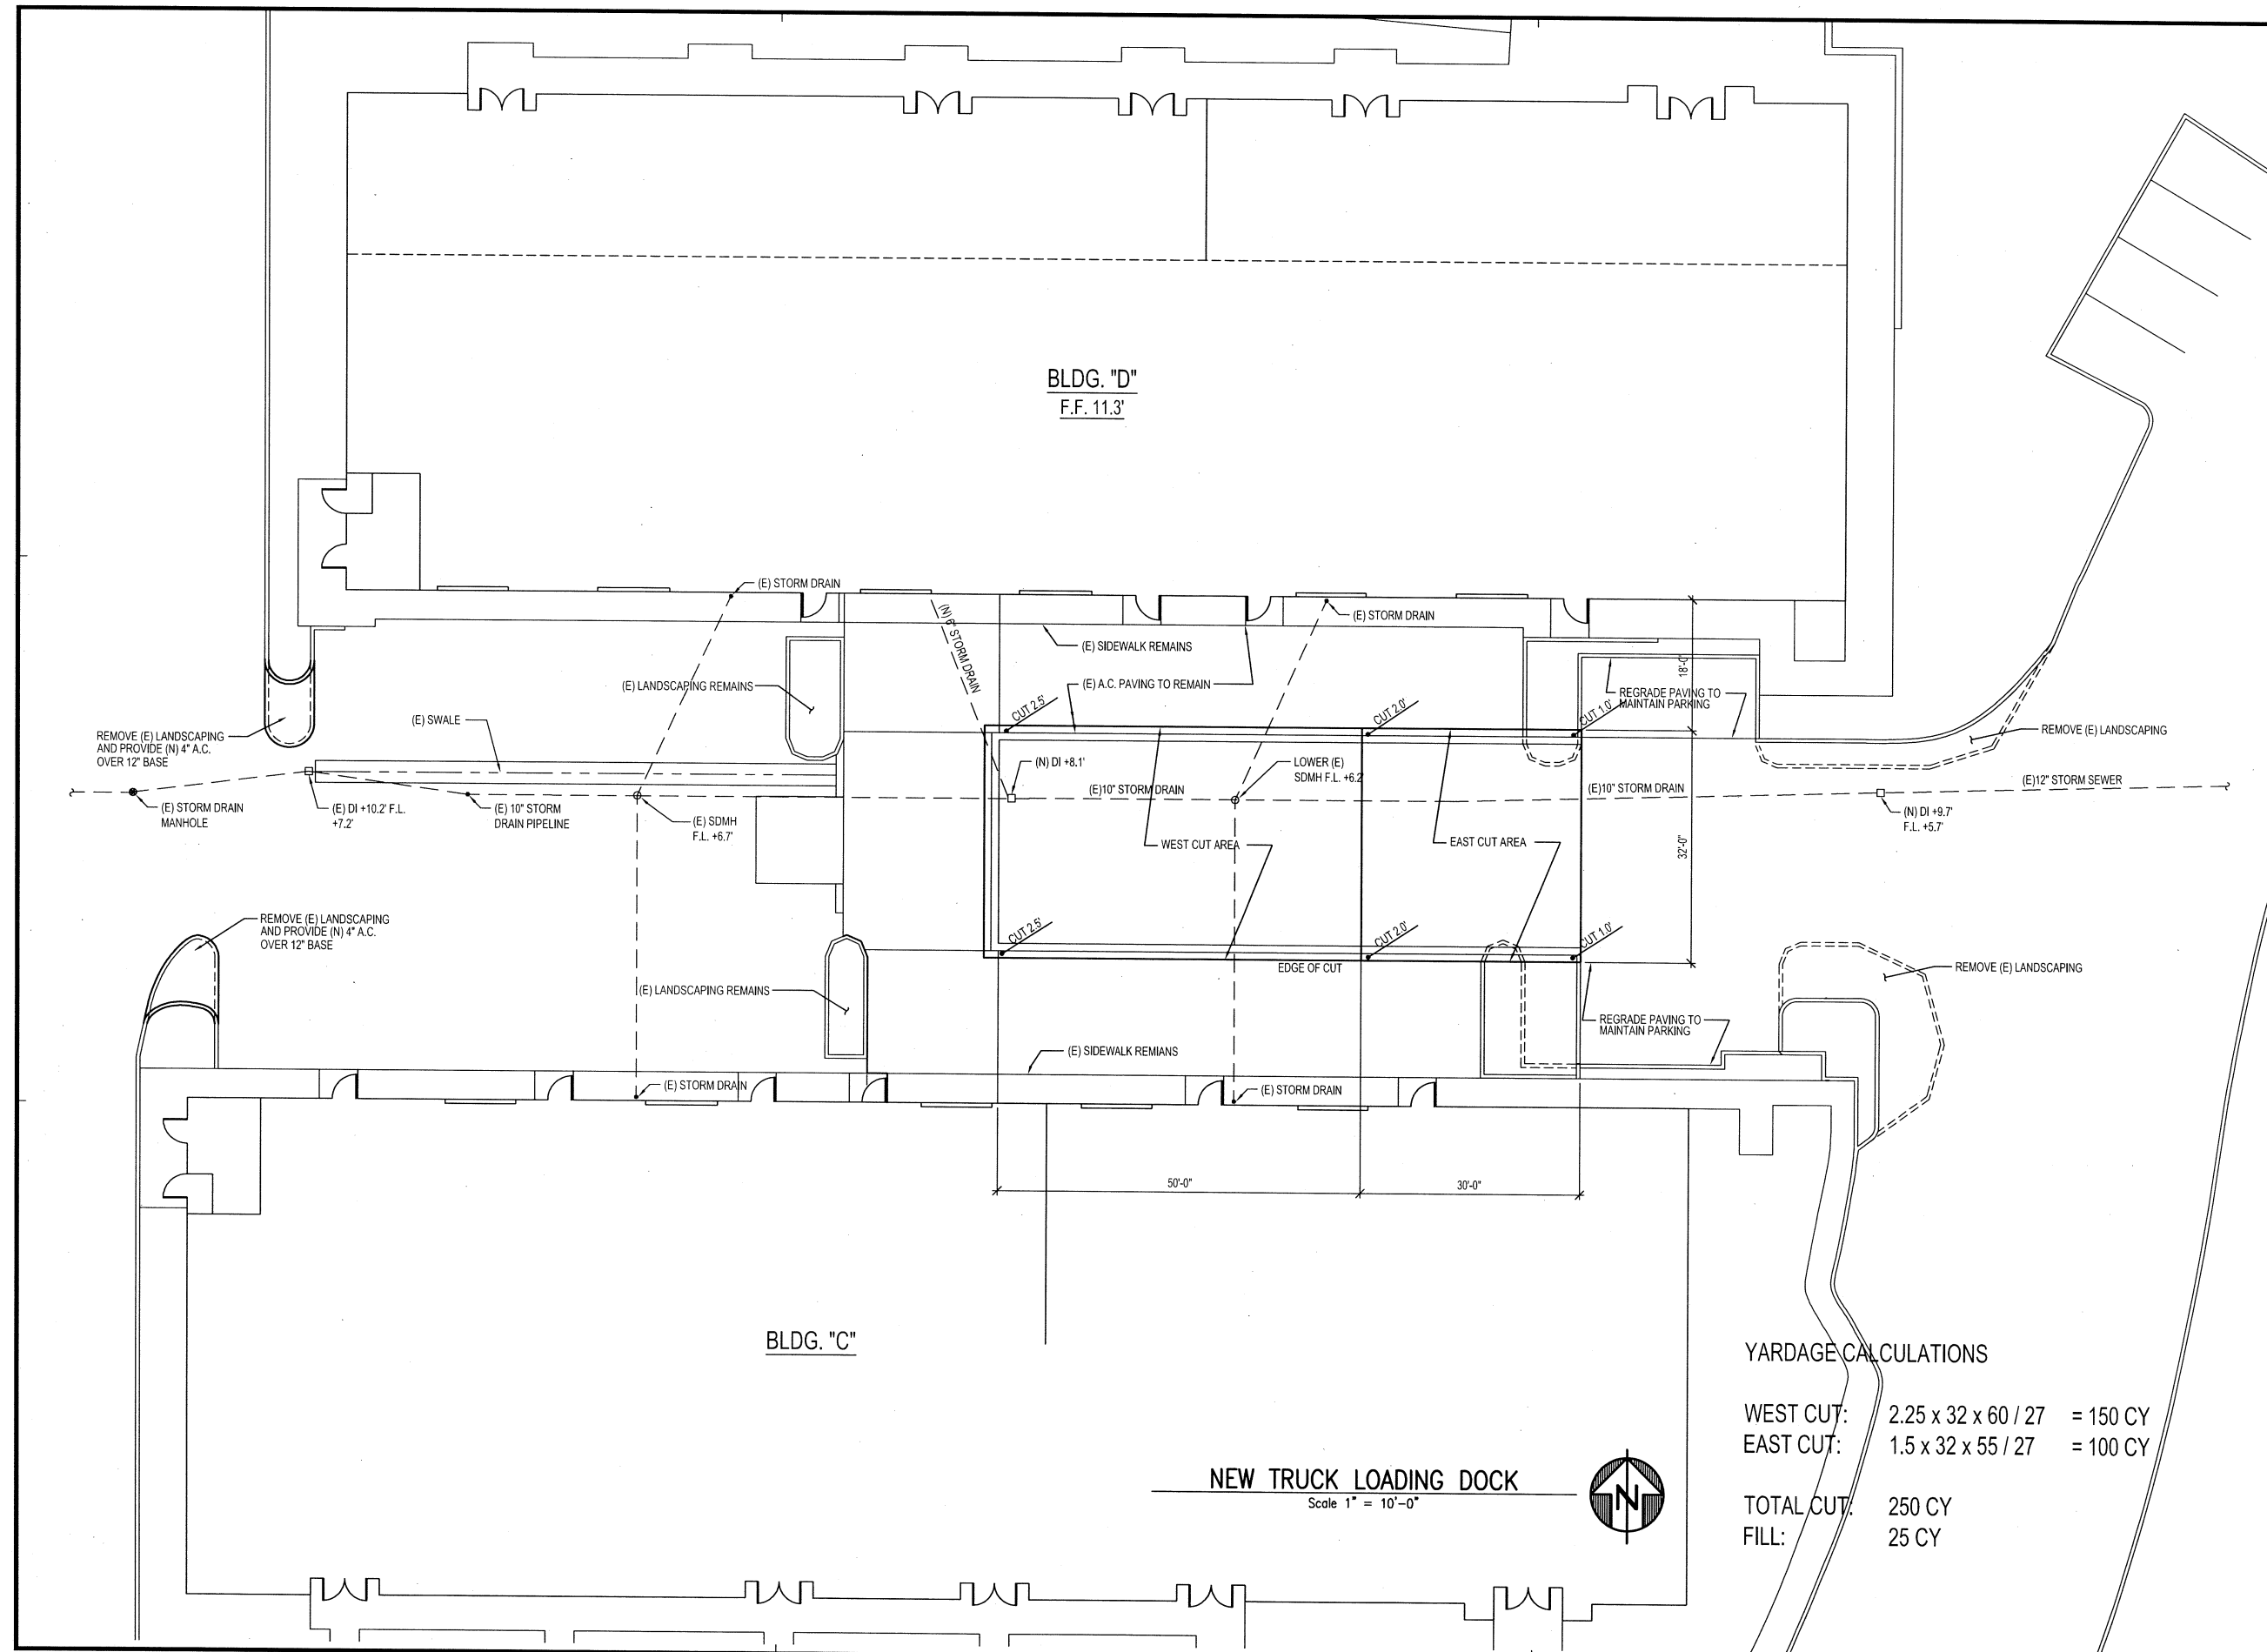 BLDG. "D"
F.F. 11.3'
(E) STORM DRAIN
(N) 6" STORM DRAIN
(E) STORM DRAIN
(E) SIDEWALK REMAINS
(E) LANDSCAPING REMAINS
(E) A.C. PAVING TO REMAIN
18'-0"
REGRADE PAVING TO
MAINTAIN PARKING
CUT 2.5'
CUT 2.0'
CUT 1.0'
(E) SWALE
REMOVE (E) LANDSCAPING
AND PROVIDE (N) 4" A.C.
OVER 12" BASE
REMOVE (E) LANDSCAPING
(N) DI +8.1'
LOWER (E)
SDMH F.L. +6.2'
(E)10" STORM DRAIN
(E)10" STORM DRAIN
(E)12" STORM SEWER
(E) STORM DRAIN
MANHOLE
(E) DI +10.2' F.L.
+7.2'
(E) 10" STORM
DRAIN PIPELINE
(E) SDMH
F.L. +6.7'
(N) DI +9.7'
F.L. +5.7'
WEST CUT AREA
EAST CUT AREA
32'-0"
REMOVE (E) LANDSCAPING
AND PROVIDE (N) 4" A.C.
OVER 12" BASE
CUT 2.5'
CUT 2.0'
CUT 1.0'
EDGE OF CUT
REMOVE (E) LANDSCAPING
(E) LANDSCAPING REMAINS
REGRADE PAVING TO
MAINTAIN PARKING
(E) SIDEWALK REMIANS
(E) STORM DRAIN
(E) STORM DRAIN
50'-0"
30'-0"
BLDG. "C"
YARDAGE CALCULATIONS
WEST CUT: 2.25 x 32 x 60 / 27 = 150 CY
EAST CUT: 1.5 x 32 x 55 / 27 = 100 CY
TOTAL CUT: 250 CY
FILL: 25 CY
NEW TRUCK LOADING DOCK
Scale 1" = 10'-0"
N